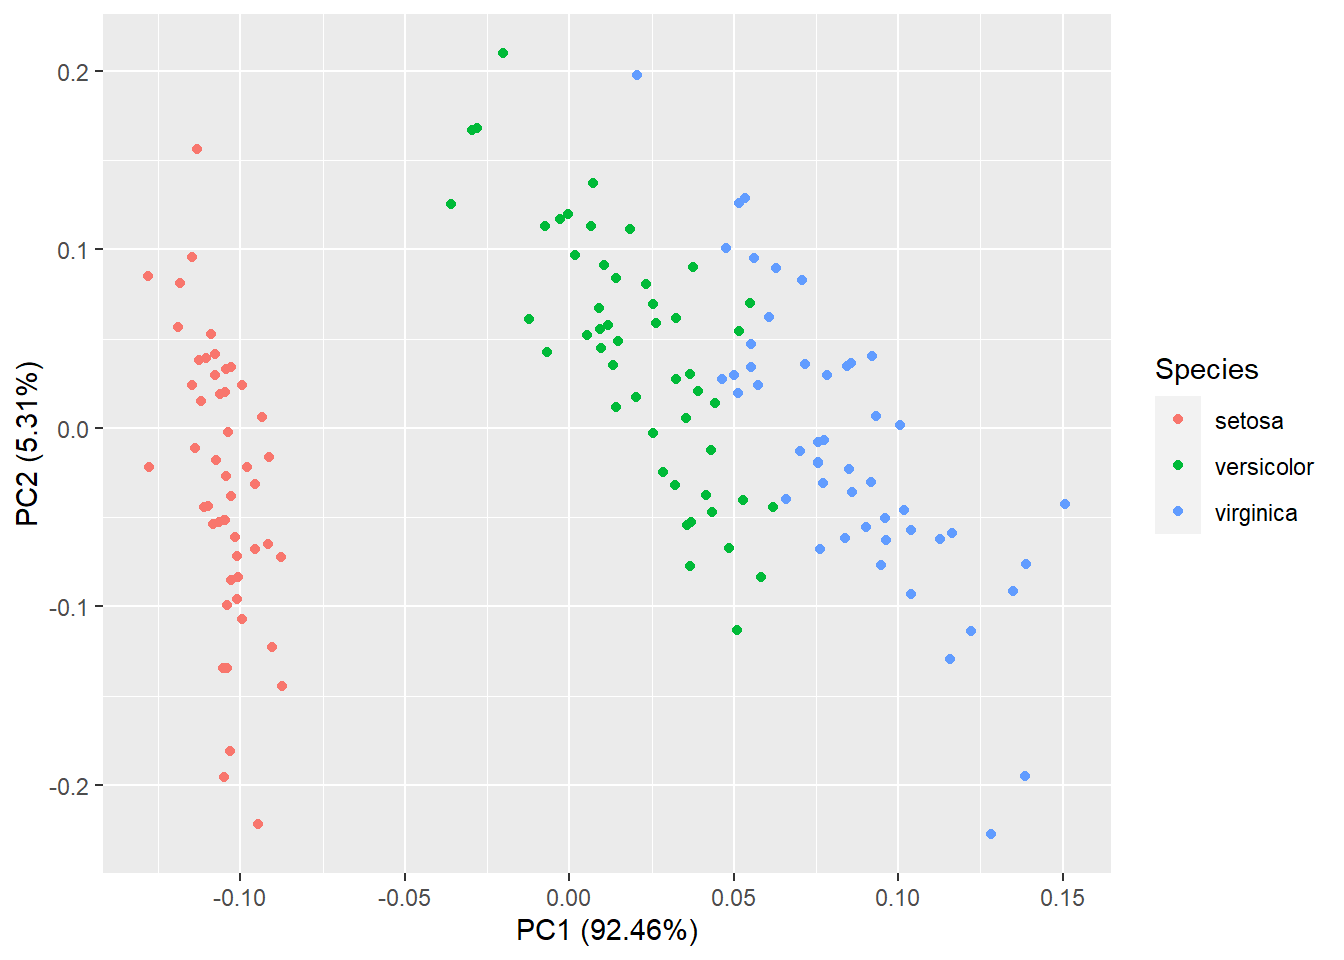 0.2
0.1
0.0
-0.1
-0.2
PC2 (5.31%)
-0.10
-0.05
0.00
0.05
0.10
0.15
PC1 (92.46%)
Species
setosa
versicolor
virginica